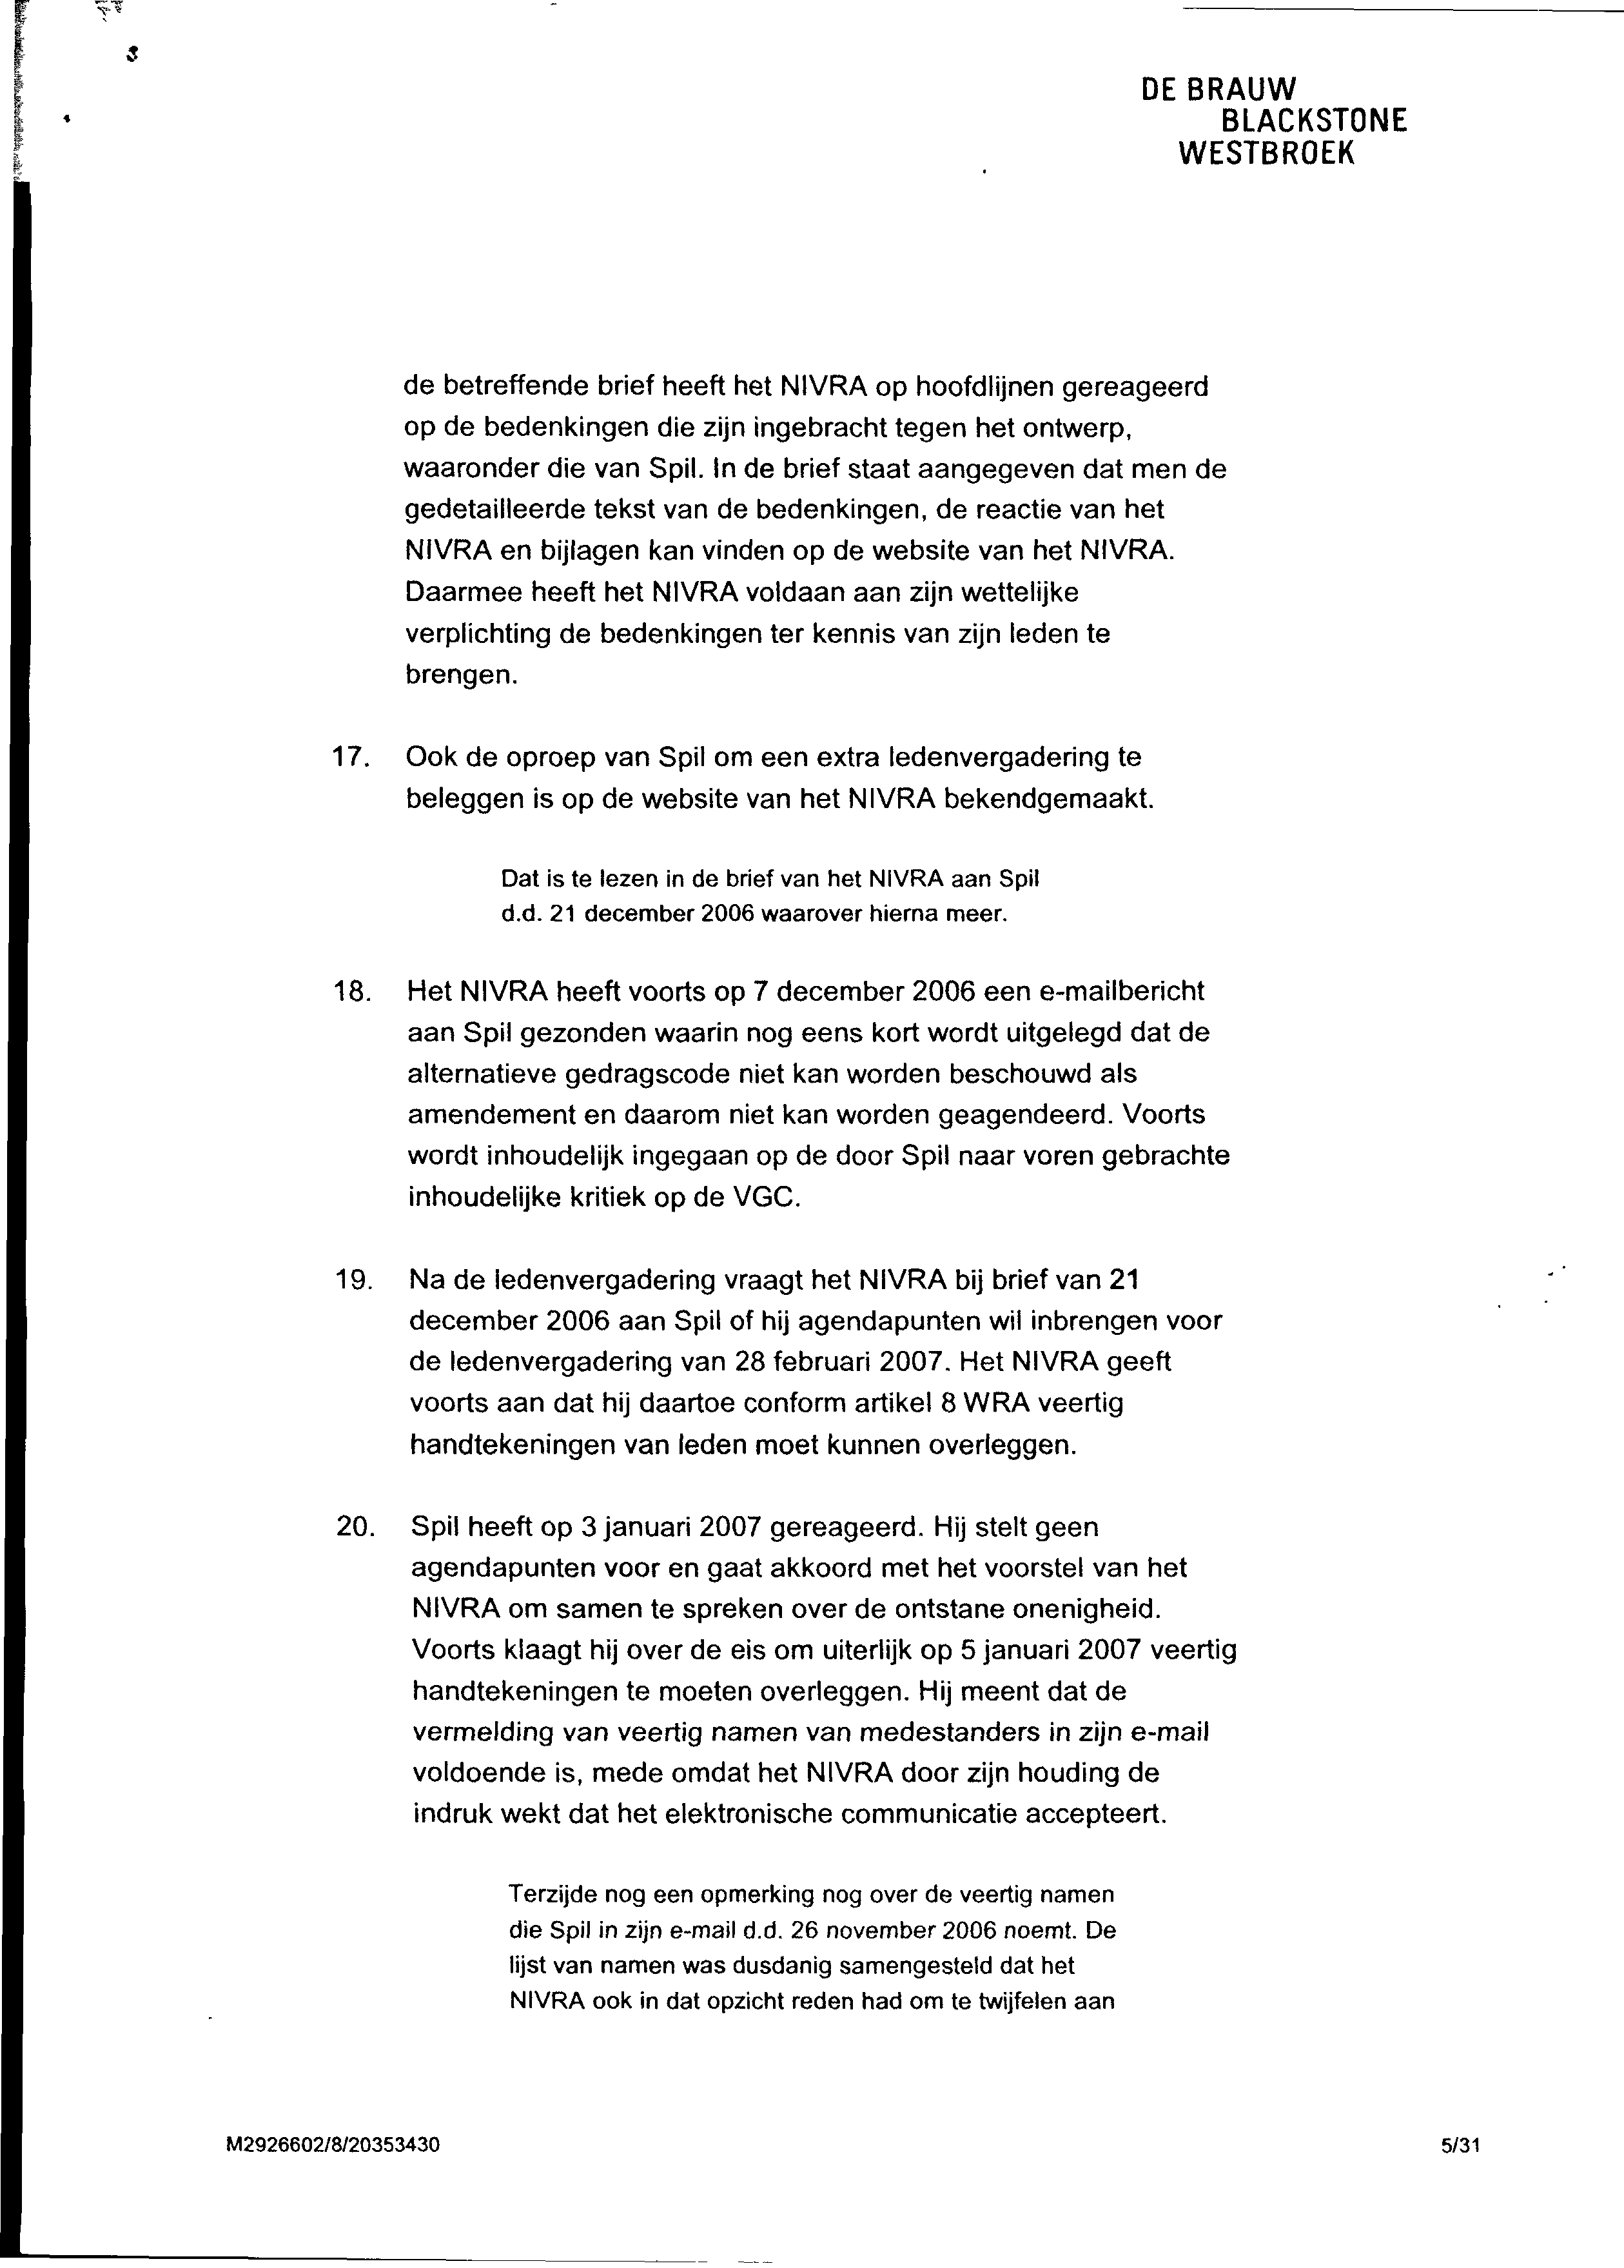 DE BRAUW
BLACKSTONE
WESTBROEK
de betreffende brief heeft het NIVRA op hoofdlijnen gereageerd
op de bedenkingen die zijn ingebracht tegen het ontwerp,
waaronder die van Spil. In de brief staat aangegeven dat men de
gedetailleerde tekst van de bedenkingen, de reactie van het
NIVRA en bijlagen kan vinden op de website van het NIVRA.
Daarmee heeft het NIVRA voldaan aan zijn wettelijke
verplichting de bedenkingen ter kennis van zijn leden te
brengen.
17. Ook de oproep van Spil om een extra ledenvergadering te
beleggen is op de website van het NIVRA bekendgemaakt.
Dat is te lezen in de brief van het NIVRA aan Spil
d.d. 21 december 2006 waarover hierna meer.
18. Het NIVRA heeft voorts op 7 december 2006 een e-mailbericht
aan Spil gezonden waarin nog eens kort wordt uitgelegd dat de
alternatieve gedragscode niet kan worden beschouwd als
amendement en daarom niet kan worden geagendeerd. Voorts
wordt inhoudelijk ingegaan op de door Spil naar voren gebrachte
inhoudelijke kritiek op de VGC.
19. Na de ledenvergadering vraagt het NIVRA bij brief van 21
december 2006 aan Spil of hij agendapunten wil inbrengen voor
de ledenvergadering van 28 februari 2007. Het NIVRA geeft
voorts aan dat hij daartoe conform artikel 8 WRA veertig
handtekeningen van leden moet kunnen overleggen.
20. Spil heeft op 3 januari 2007 gereageerd. Hij stelt geen
agendapunten voor en gaat akkoord met het voorstel van het
NIVRA om samen te spreken over de ontstane onenigheid.
Voorts klaagt hij over de eis om uiterlijk op 5 januari 2007 veertig
handtekeningen te moeten overleggen. Hij meent dat de
vermelding van veertig namen van medestanders in zijn e-mail
voldoende is, mede omdat het NIVRA door zijn houding de
indruk wekt dat het elektronische communicatie accepteert.
Terzijde nog een opmerking nog over de veertig namen
die Spil in zijn e-mail d.d. 26 november 2006 noemt. De
lijst van namen was dusdanig samengesteld dat het
NIVRA ook in dat opzicht reden had om te twijfelen aan
M2926602/8/20353430
5/31